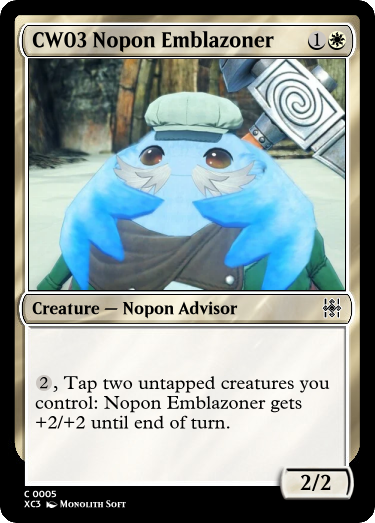 CW03 Nopon Emblazoner 1
Creature — Nopon Advisor
2, Tap two untapped creatures you
control: Nopon Emblazoner gets
+2/+2 until end of turn.
2/2
C 0005
XC3 Monolith Soft